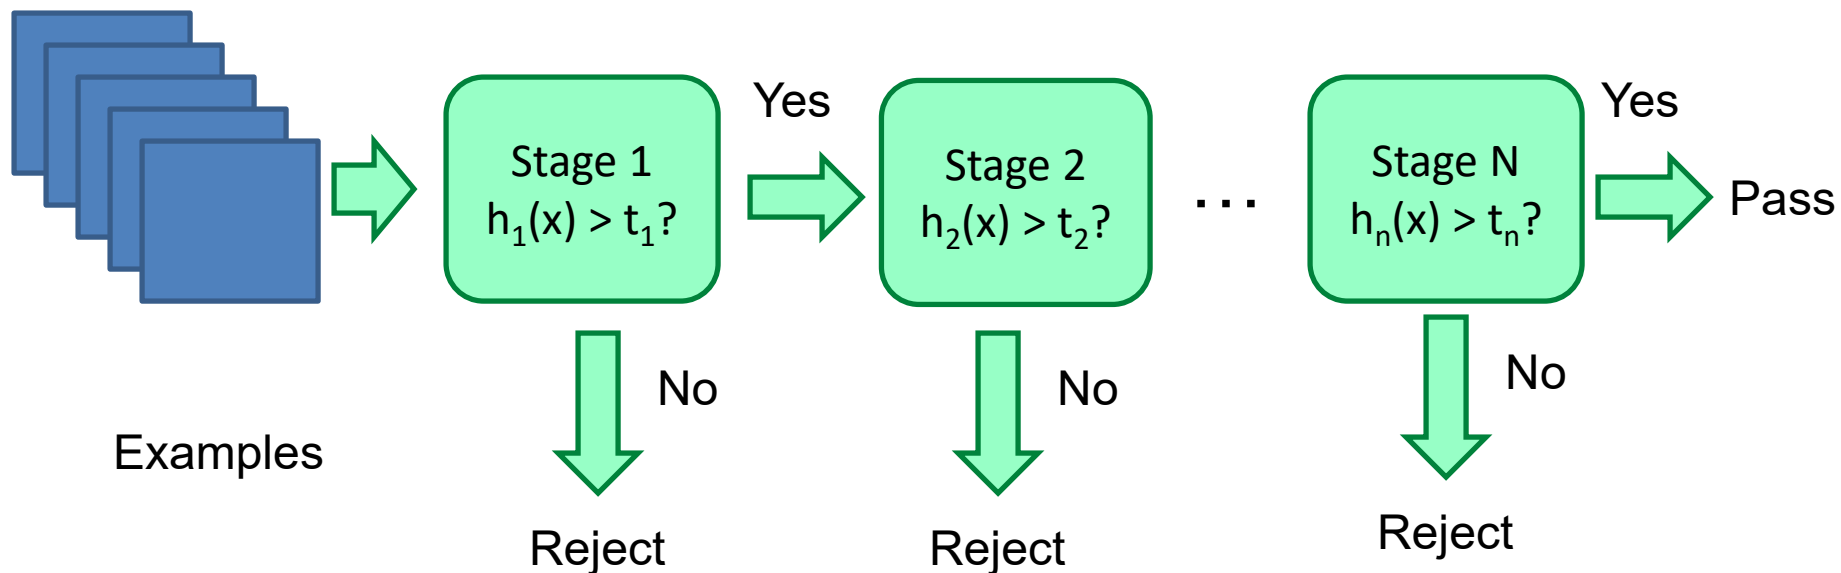 Examples
Stage 1
h₁(x) > t₁?
Yes
No
Reject
Stage 2
h₂(x) > t₂?
No
Reject
...
Stage N
hₙ(x) > tₙ?
Yes
Pass
No
Reject